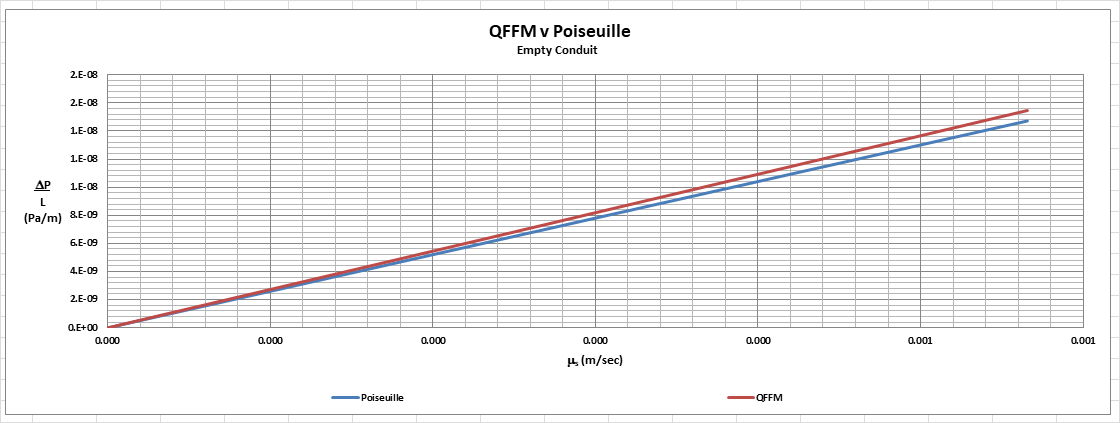 QFFM v Poiseuille
Empty Conduit
2.E-08
2.E-08
1.E-08
1.E-08
1.E-08
8.E-09
6.E-09
4.E-09
2.E-09
0.E+00
ΔP
L
(Pa/m)
0.000 0.000 0.000 0.000 0.000 0.001 0.001
μs (m/sec)
Poiseuille QFFM